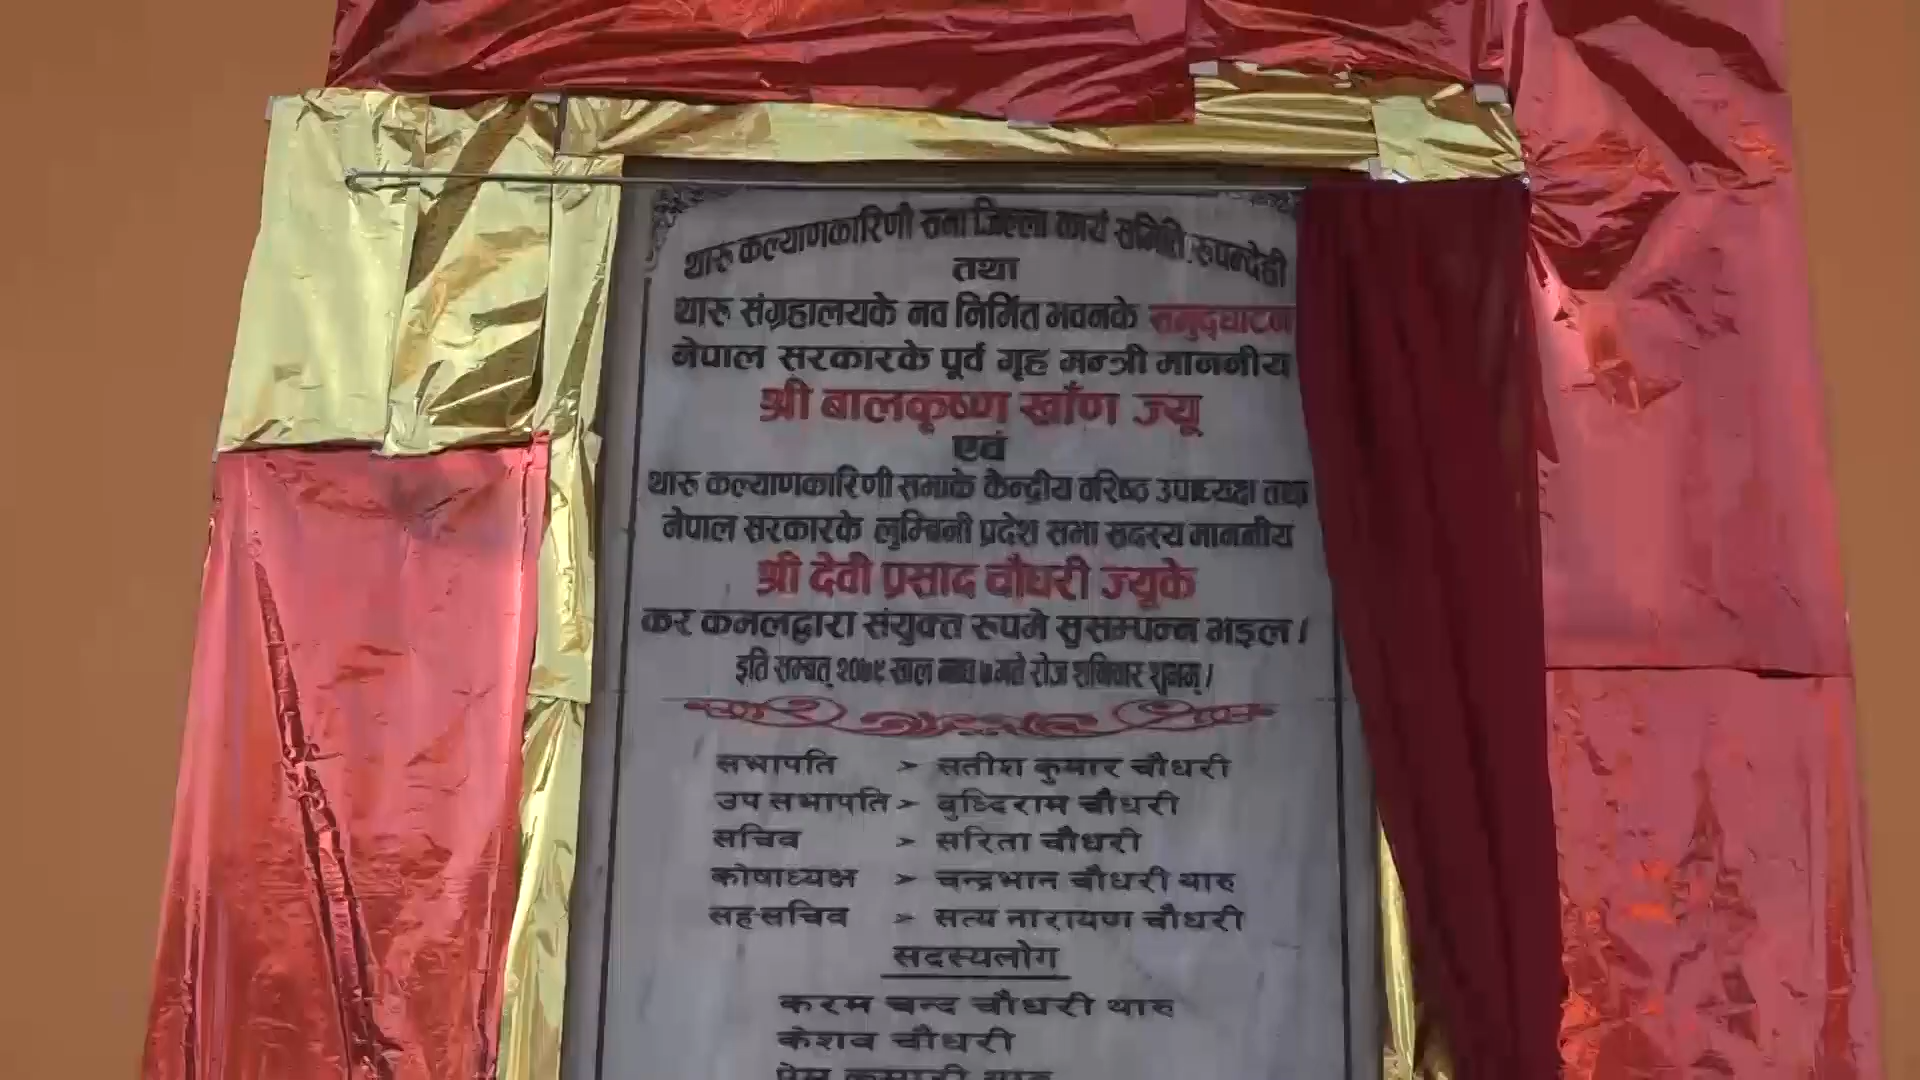 थारू कल्याणकारिणी सभा जिल्ला कार्य समिति रुपन्देही
तथा
थारू संग्रहालयके नव निर्मित भवनके समुद्घाटन
नेपाल सरकारके पूर्व गृह मन्त्री माननीय
श्री बालकृष्ण खाँण ज्यू
एवं
थारू कल्याणकारिणी सभाके केन्द्रीय वरिष्ठ उपाध्यक्ष तथा
नेपाल सरकारके लुम्बिनी प्रदेश सभा सदस्य माननीय
श्री देवी प्रसाद चौधरी ज्यूके
कर कमलद्वारा संयुक्त रूपमे सुसम्पन्न भइल ।
इति सम्बत् २०७९ साल माघ ७ गते रोज शनिवार शुभम् ।
सभापति > सतीश कुमार चौधरी
उप सभापति > बुध्दिराम चौधरी
सचिव > सरिता चौधरी
कोषाध्यक्ष > चन्द्रभान चौधरी थारु
सहसचिव > सत्य नारायण चौधरी
सदस्यलोग
करम चन्द चौधरी थारु
केशव चौधरी
प्रेम कुमारी थारु